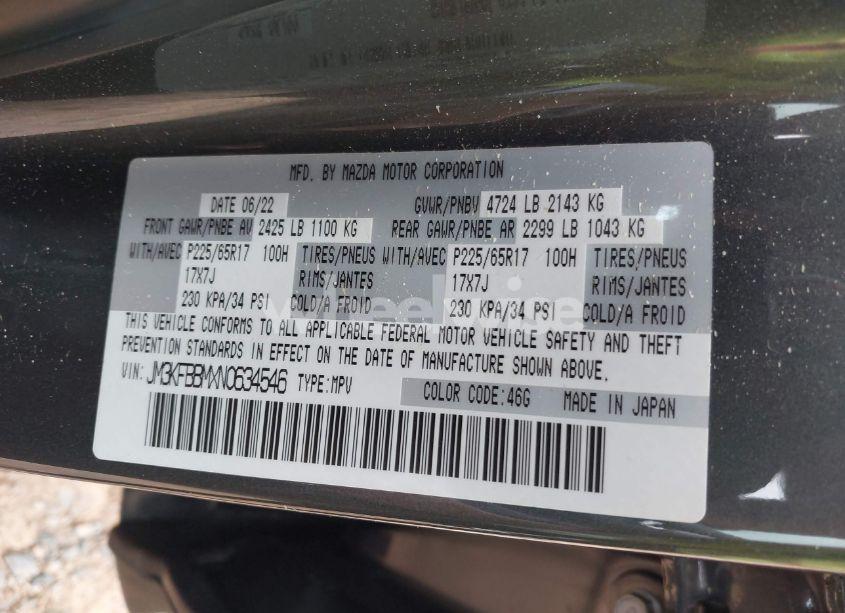 MFD. BY MAZDA MOTOR CORPORATION
DATE 06/22 GVWR/PNBV 4724 LB 2143 KG
FRONT GAWR/PNBE AV 2425 LB 1100 KG REAR GAWR/PNBE AR 2299 LB 1043 KG
WITH/AVEC P225/65R17 100H TIRES/PNEUS WITH/AVEC P225/65R17 100H TIRES/PNEUS
17X7J RIMS/JANTES 17X7J RIMS/JANTES
230 KPA/34 PSI COLD/A FROID 230 KPA/34 PSI COLD/A FROID
THIS VEHICLE CONFORMS TO ALL APPLICABLE FEDERAL MOTOR VEHICLE SAFETY AND THEFT
PREVENTION STANDARDS IN EFFECT ON THE DATE OF MANUFACTURE SHOWN ABOVE.
VIN: JM3KFBBMXN0634546 TYPE:MPV COLOR CODE:46G MADE IN JAPAN